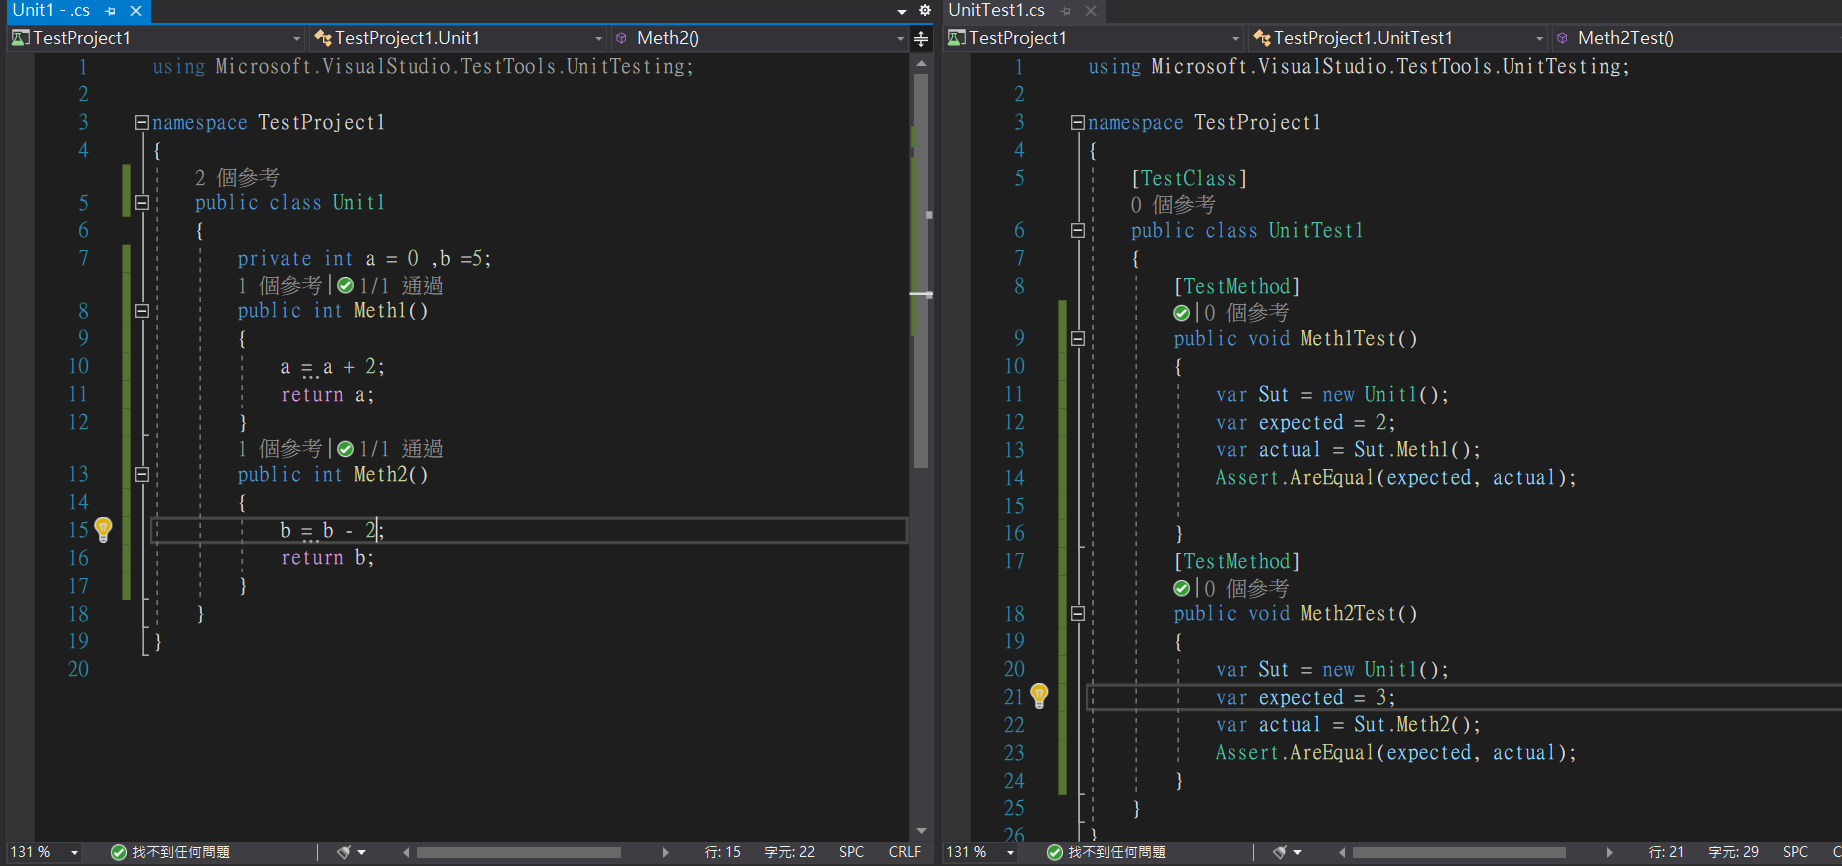 Unit1 - .cs
TestProject1
TestProject1.Unit1
Meth2()
1 using Microsoft.VisualStudio.TestTools.UnitTesting;
2
3 namespace TestProject1
4 {
2 個參考
5 public class Unit1
6 {
7 private int a = 0 ,b =5;
1 個參考|1/1 通過
8 public int Meth1()
9 {
10 a = a + 2;
11 return a;
12 }
1 個參考|1/1 通過
13 public int Meth2()
14 {
15 b = b - 2;
16 return b;
17 }
18 }
19 }
20
131 %
找不到任何問題
行: 15 字元: 22 SPC CRLF
UnitTest1.cs
TestProject1
TestProject1.UnitTest1
Meth2Test()
1 using Microsoft.VisualStudio.TestTools.UnitTesting;
2
3 namespace TestProject1
4 {
5 [TestClass]
0 個參考
6 public class UnitTest1
7 {
8 [TestMethod]
|0 個參考
9 public void Meth1Test()
10 {
11 var Sut = new Unit1();
12 var expected = 2;
13 var actual = Sut.Meth1();
14 Assert.AreEqual(expected, actual);
15
16 }
17 [TestMethod]
|0 個參考
18 public void Meth2Test()
19 {
20 var Sut = new Unit1();
21 var expected = 3;
22 var actual = Sut.Meth2();
23 Assert.AreEqual(expected, actual);
24 }
25 }
26 }
131 %
找不到任何問題
行: 21 字元: 29 SPC C